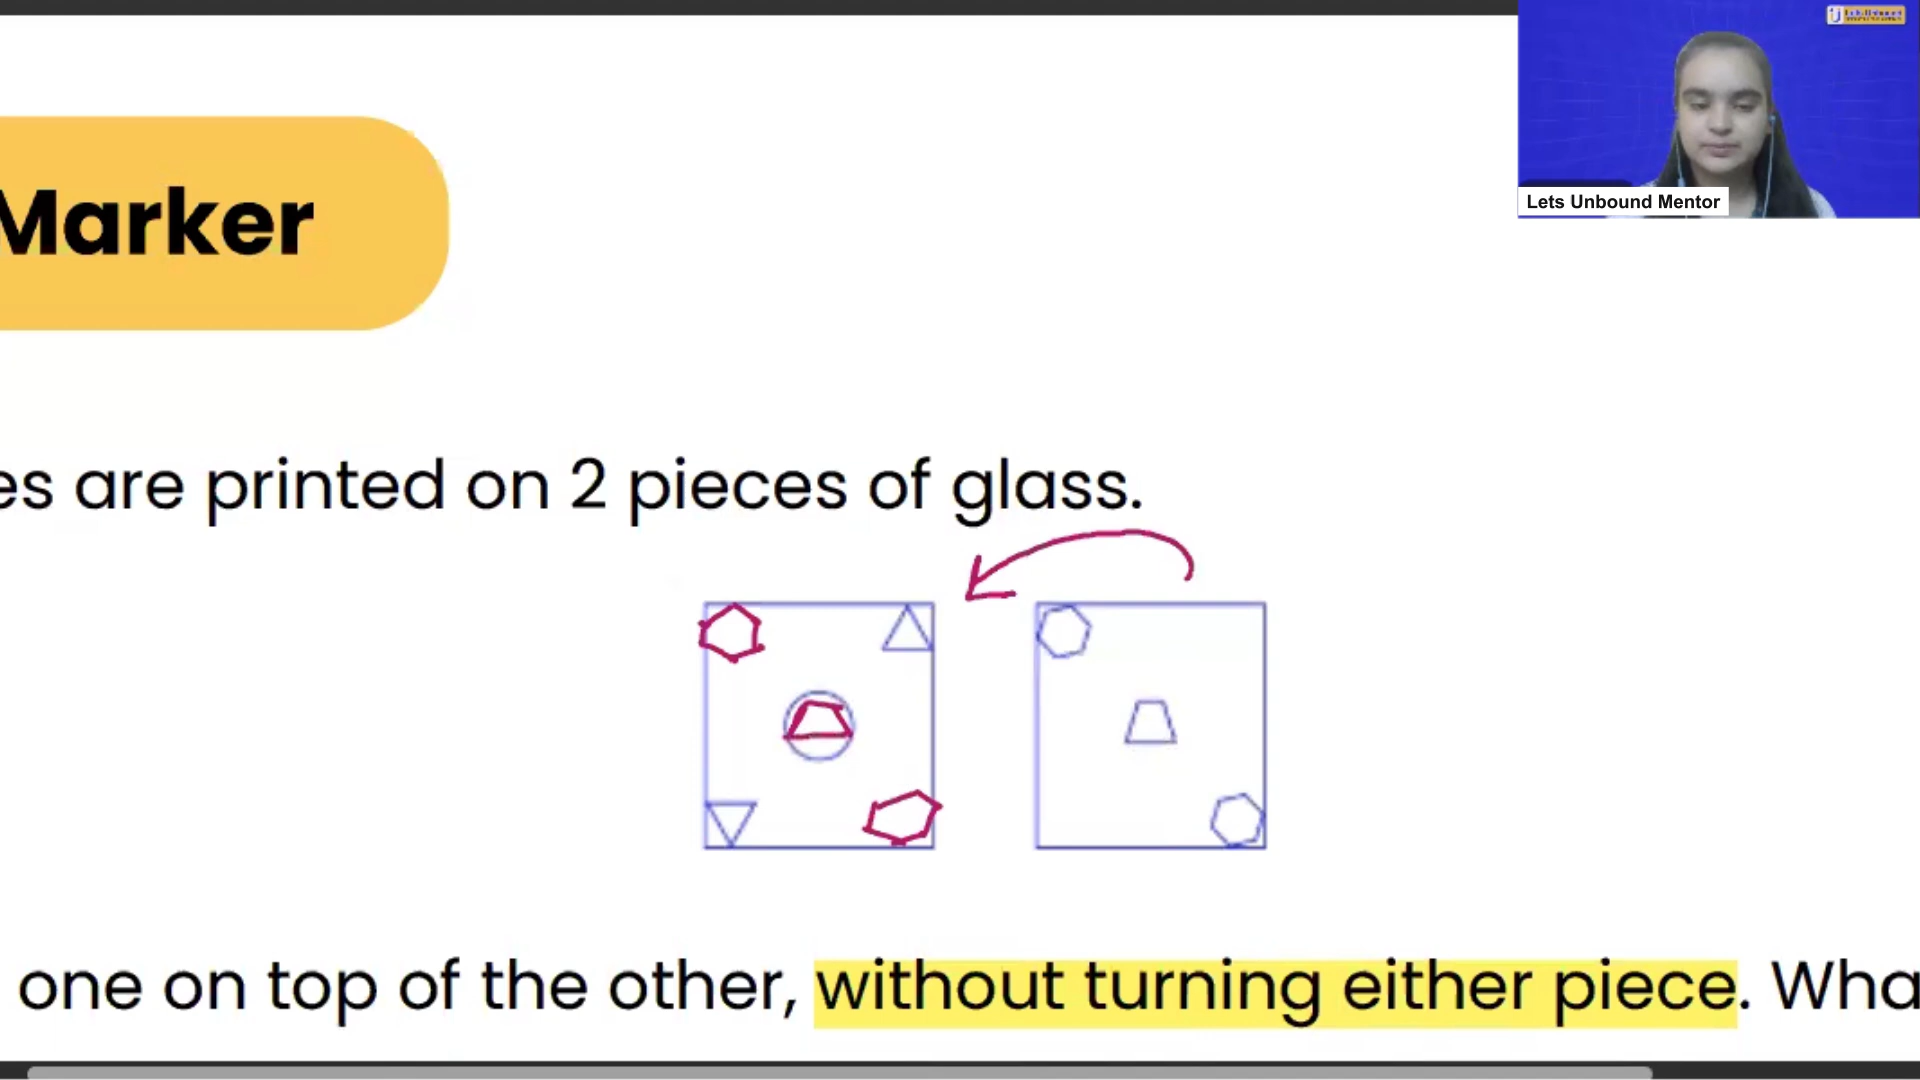 Marker
Lets Unbound Mentor
es are printed on 2 pieces of glass.
one on top of the other, without turning either piece. Wha